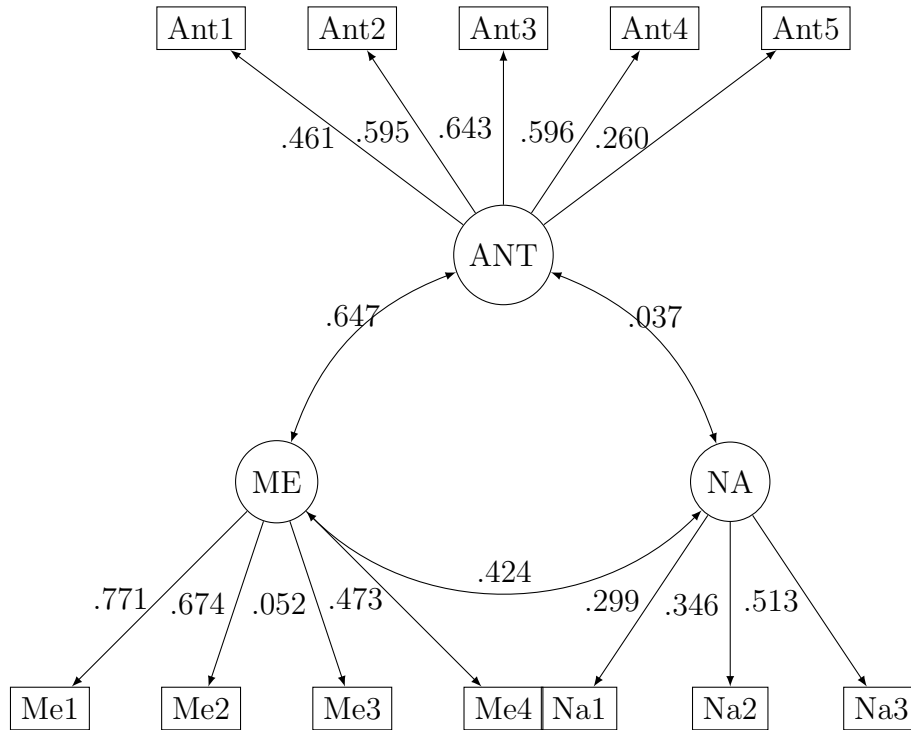 Ant1 Ant2 Ant3 Ant4 Ant5
.461 .595 .643 .596 .260
ANT
.647 .037
ME NA
.424
.771 .674 .052 .473 .299 .346 .513
Me1 Me2 Me3 Me4 Na1 Na2 Na3